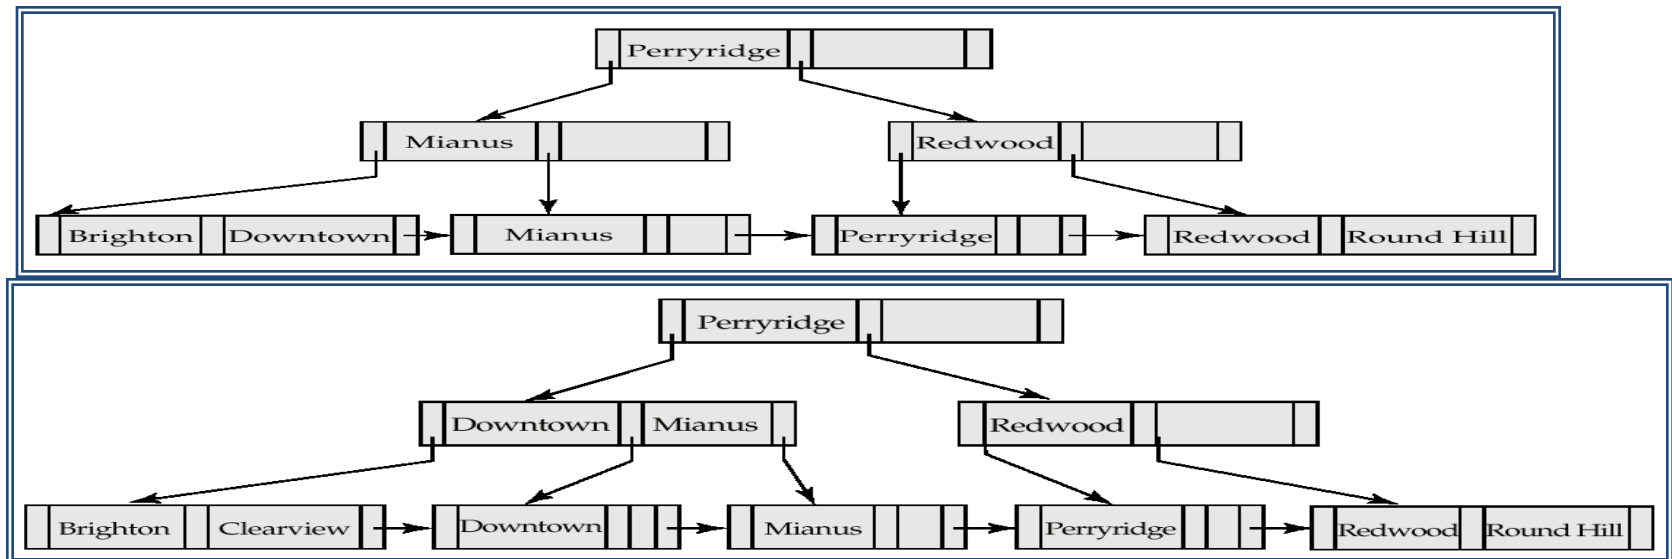 Perryridge
Mianus Redwood
Brighton Downtown Mianus Perryridge Redwood Round Hill
Perryridge
Downtown Mianus Redwood
Brighton Clearview Downtown Mianus Perryridge Redwood Round Hill